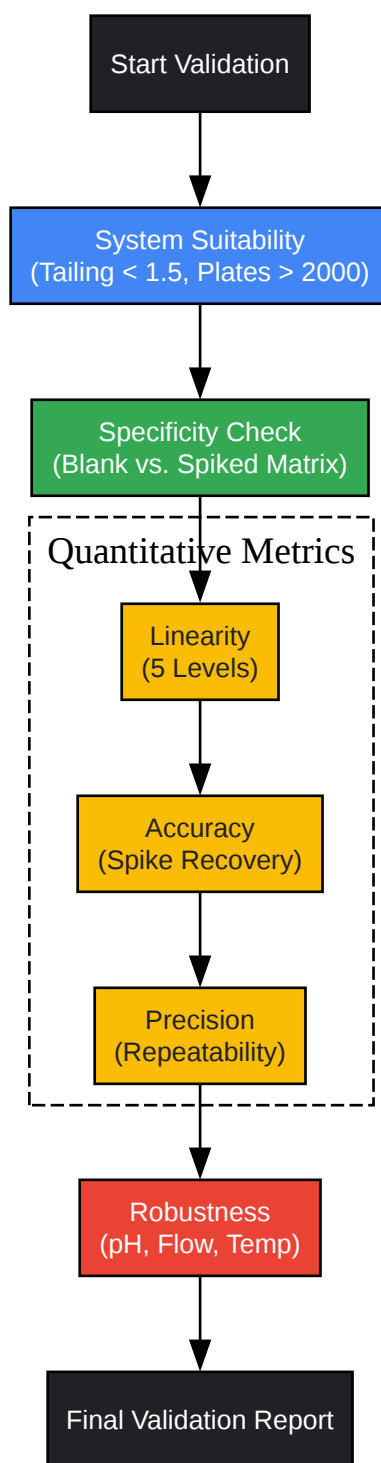 Start Validation
System Suitability
(Tailing < 1.5, Plates > 2000)
Specificity Check
(Blank vs. Spiked Matrix)
Quantitative Metrics
Linearity
(5 Levels)
Accuracy
(Spike Recovery)
Precision
(Repeatability)
Robustness
(pH, Flow, Temp)
Final Validation Report